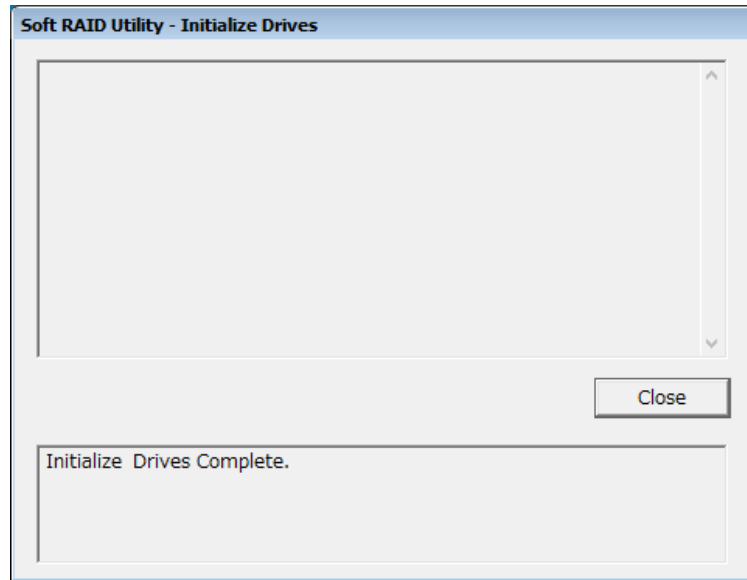 Soft RAID Utility - Initialize Drives
Close
Initialize Drives Complete.